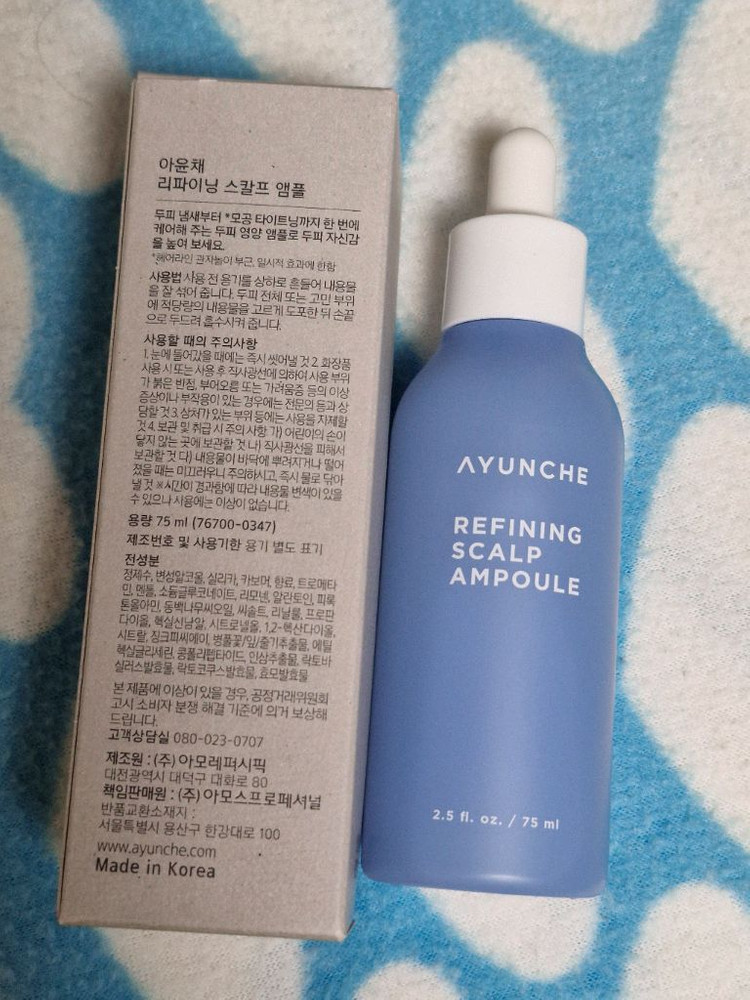 아윤채
리파이닝 스칼프 앰플
두피 냄새부터 *모공 타이트닝까지 한 번에
케어해 주는 두피 영양 앰플로 두피 자신감
을 높여 보세요.
*헤어라인 관자놀이 부근, 일시적 효과에 한함
사용법 사용 전 용기를 상하로 흔들어 내용물
을 잘 섞어 줍니다. 두피 전체 또는 고민 부위
에 적당량의 내용물을 고르게 도포한 뒤 손끝
으로 두드려 흡수시켜 줍니다.
사용할 때의 주의사항
1. 눈에 들어갔을 때에는 즉시 씻어낼 것 2. 화장품
사용 시 또는 사용 후 직사광선에 의하여 사용 부위
가 붉은 반점, 부어오름 또는 가려움증 등의 이상
증상이나 부작용이 있는 경우에는 전문의 등과 상
담할 것 3. 상처가 있는 부위 등에는 사용을 자제할
것 4. 보관 및 취급 시 주의 사항 가) 어린이의 손이
닿지 않는 곳에 보관할 것 나) 직사광선을 피해서
보관할 것 다) 내용물이 바닥에 뿌려지거나 떨어
졌을 때는 미끄러우니 주의하시고, 즉시 물로 닦아
낼 것 ※시간이 경과함에 따라 내용물 변색이 있을
수 있으나 사용에는 이상이 없습니다.
용량 75 ml (76700-0347)
제조번호 및 사용기한 용기 별도 표기
전성분
정제수, 변성알코올, 실리카, 카보머, 향료, 트로메타
민, 멘톨, 소듐글루코네이트, 리모넨, 알란토인, 피록
톤올아민, 동백나무씨오일, 씨솔트, 리날룰, 프로판
다이올, 헥실신남알, 시트로넬올, 1,2-헥산다이올,
시트랄, 징크피씨에이, 병풀꽃/잎/줄기추출물, 에틸
헥실글리세린, 콩폴리펩타이드, 인삼추출물, 락토바
실러스발효물, 락토코쿠스발효물, 효모발효물
본 제품에 이상이 있을 경우, 공정거래위원회
고시 소비자 분쟁 해결 기준에 의거 보상해
드립니다.
고객상담실 080-023-0707
제조원 : (주)아모레퍼시픽
대전광역시 대덕구 대화로 80
책임판매원 : (주)아모스프로페셔널
반품교환소재지 :
서울특별시 용산구 한강대로 100
www.ayunche.com
Made in Korea
AYUNCHE
REFINING
SCALP
AMPOULE
2.5 fl. oz. / 75 ml